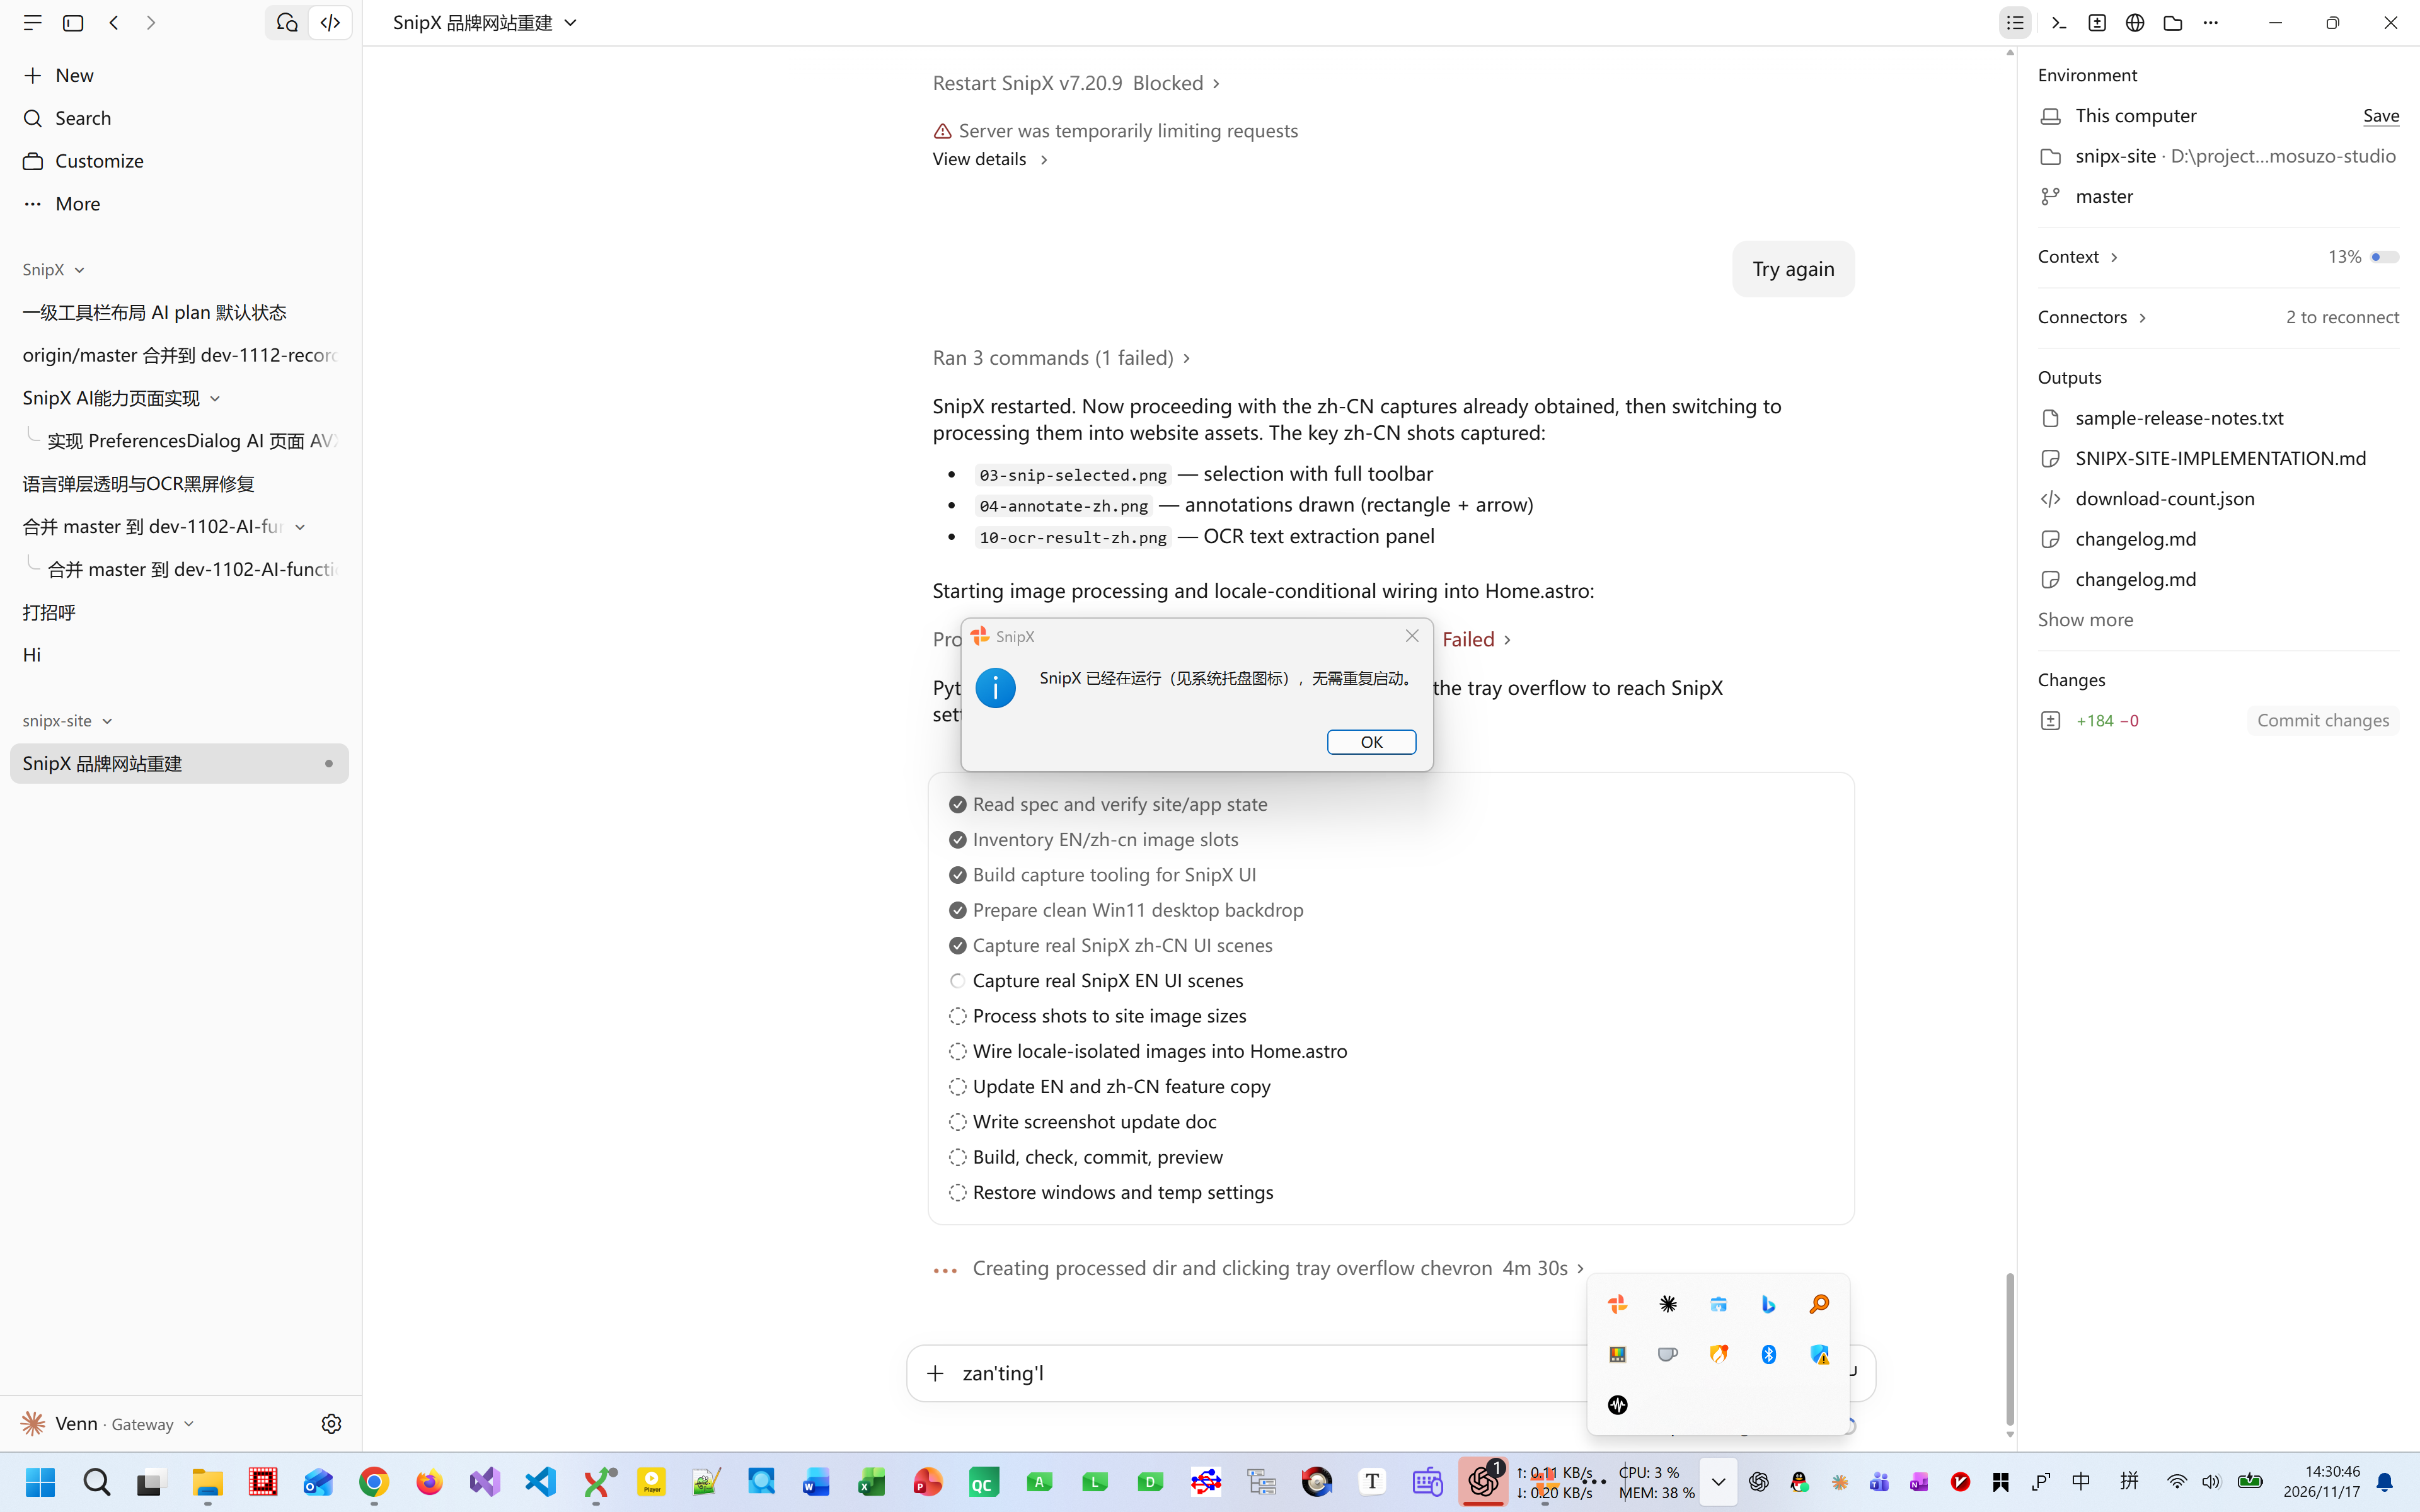 SnipX 品牌网站重建
New
Search
Customize
More
SnipX
一级工具栏布局 AI plan 默认状态
origin/master 合并到 dev-1112-recor
SnipX AI能力页面实现
实现 PreferencesDialog AI 页面 AV
语言弹层透明与OCR黑屏修复
合并 master 到 dev-1102-AI-fu
合并 master 到 dev-1102-AI-functi
打招呼
Hi
snipx-site
SnipX 品牌网站重建
Venn · Gateway
Restart SnipX v7.20.9 Blocked
Server was temporarily limiting requests
View details
Try again
Ran 3 commands (1 failed)
SnipX restarted. Now proceeding with the zh-CN captures already obtained, then switching to
processing them into website assets. The key zh-CN shots captured:
• 03-snip-selected.png — selection with full toolbar
• 04-annotate-zh.png — annotations drawn (rectangle + arrow)
• 10-ocr-result-zh.png — OCR text extraction panel
Starting image processing and locale-conditional wiring into Home.astro:
Pro
Failed
Pyt
the tray overflow to reach SnipX
set
SnipX
SnipX 已经在运行（见系统托盘图标），无需重复启动。
OK
Read spec and verify site/app state
Inventory EN/zh-cn image slots
Build capture tooling for SnipX UI
Prepare clean Win11 desktop backdrop
Capture real SnipX zh-CN UI scenes
Capture real SnipX EN UI scenes
Process shots to site image sizes
Wire locale-isolated images into Home.astro
Update EN and zh-CN feature copy
Write screenshot update doc
Build, check, commit, preview
Restore windows and temp settings
Creating processed dir and clicking tray overflow chevron 4m 30s
zan'ting'l
Environment
This computer Save
snipx-site · D:\project...mosuzo-studio
master
Context 13%
Connectors 2 to reconnect
Outputs
sample-release-notes.txt
SNIPX-SITE-IMPLEMENTATION.md
download-count.json
changelog.md
changelog.md
Show more
Changes
+184 −0 Commit changes
Player
QC
A
L
D
T
1
↑: 0.11 KB/s
↓: 0.20 KB/s
CPU: 3 %
MEM: 38 %
中
拼
14:30:46
2026/11/17